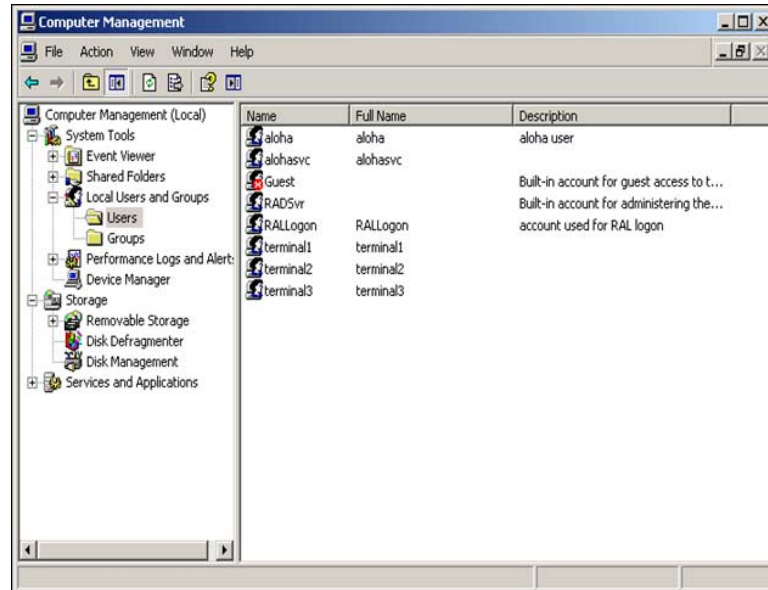 Computer Management
File Action View Window Help
Computer Management (Local)
System Tools
Event Viewer
Shared Folders
Local Users and Groups
Users
Groups
Performance Logs and Alert
Device Manager
Storage
Removable Storage
Disk Defragmenter
Disk Management
Services and Applications
Name Full Name Description
aloha aloha aloha user
alohasvc alohasvc
Guest Built-in account for guest access to t...
RADSvr Built-in account for administering the...
RALLogon RALLogon account used for RAL logon
terminal1 terminal1
terminal2 terminal2
terminal3 terminal3